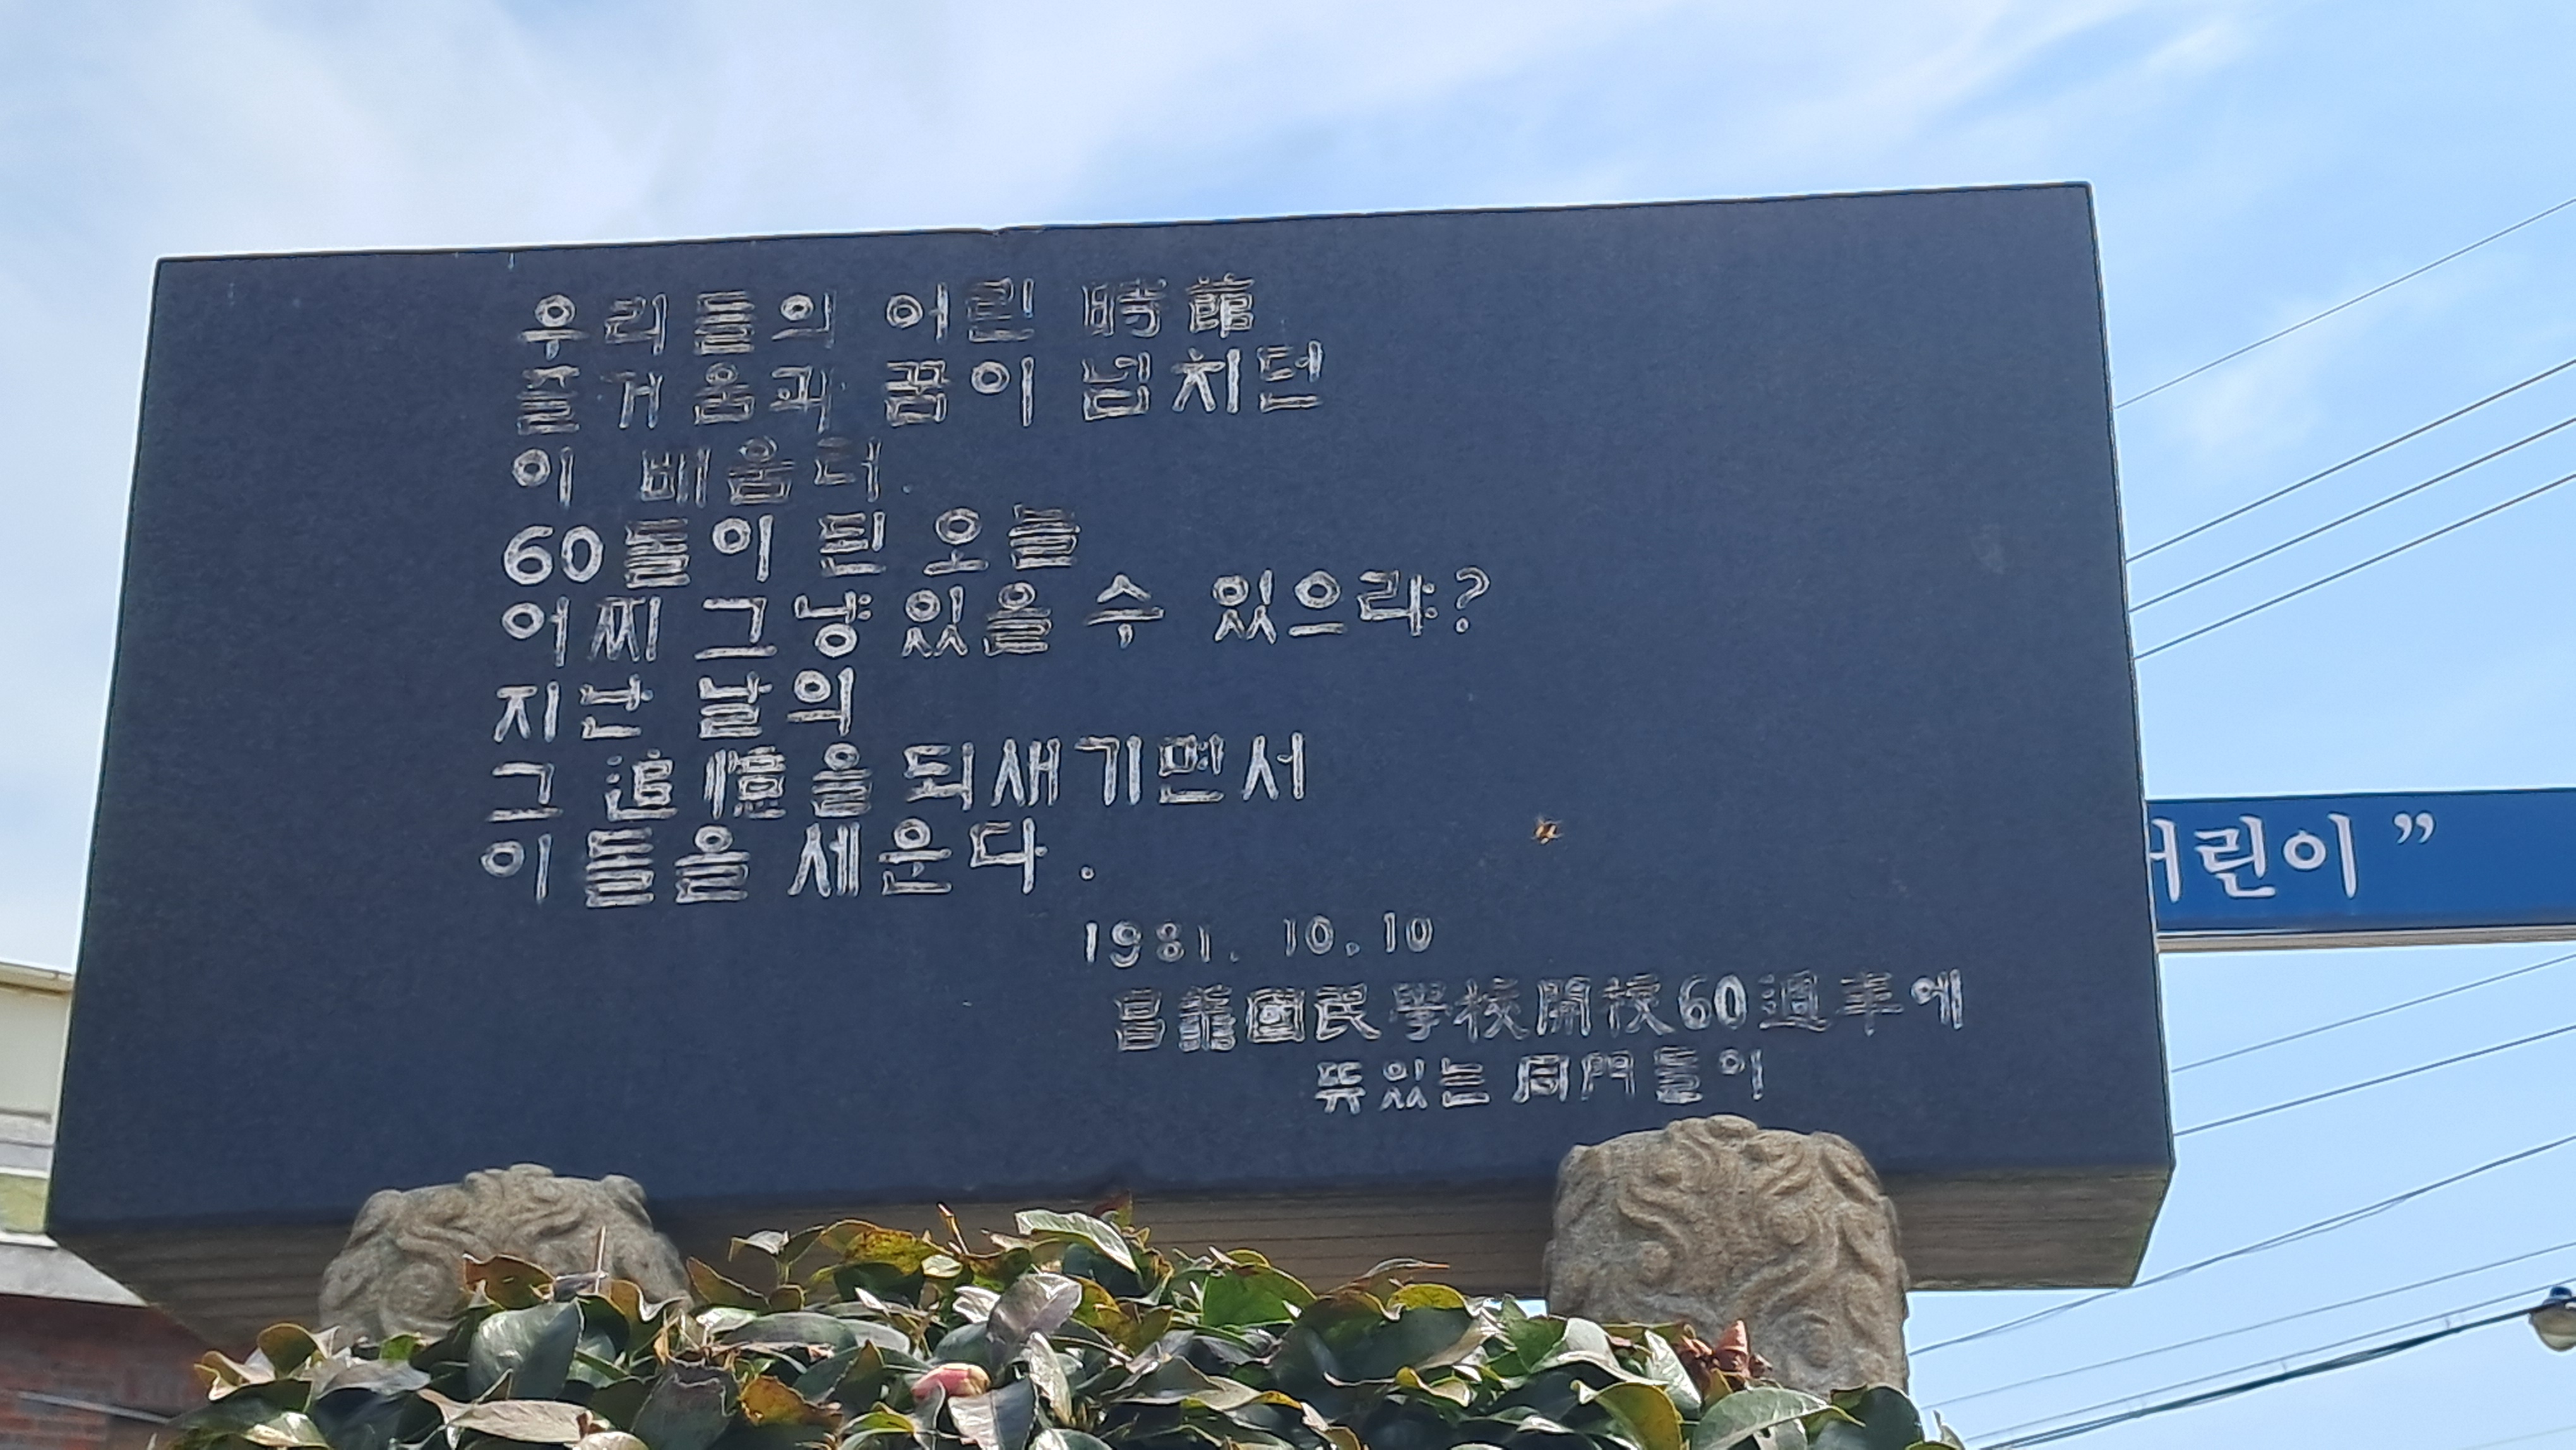 우리들의 어린 時節
즐거움과 꿈이 넘치던
이 배움터.
60돌이 된 오늘
어찌 그냥 있을 수 있으랴?
지난 날의
그 追憶을 되새기면서
이 돌을 세운다.
1981. 10. 10
昌龍國民學校開校60週年에
뜻있는 同門들이
어린이”